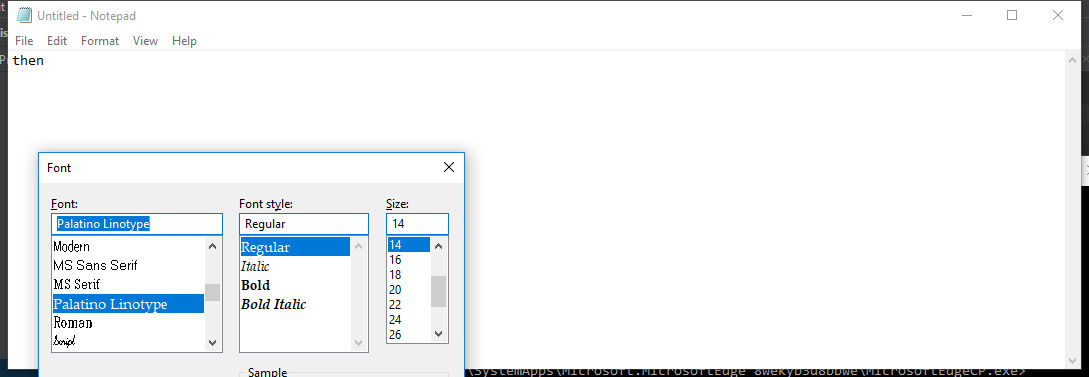 Untitled - Notepad
File Edit Format View Help
then
Font
Font: Font style: Size:
Palatino Linotype Regular 14
Modern Regular 14
MS Sans Serif Italic 16
MS Serif Bold 18
Palatino Linotype Bold Italic 20
Roman 22
Script 24
26
Sample
\SystemApps\Microsoft.MicrosoftEdge_8wekyb3d8bbwe\MicrosoftEdgeCP.exe>